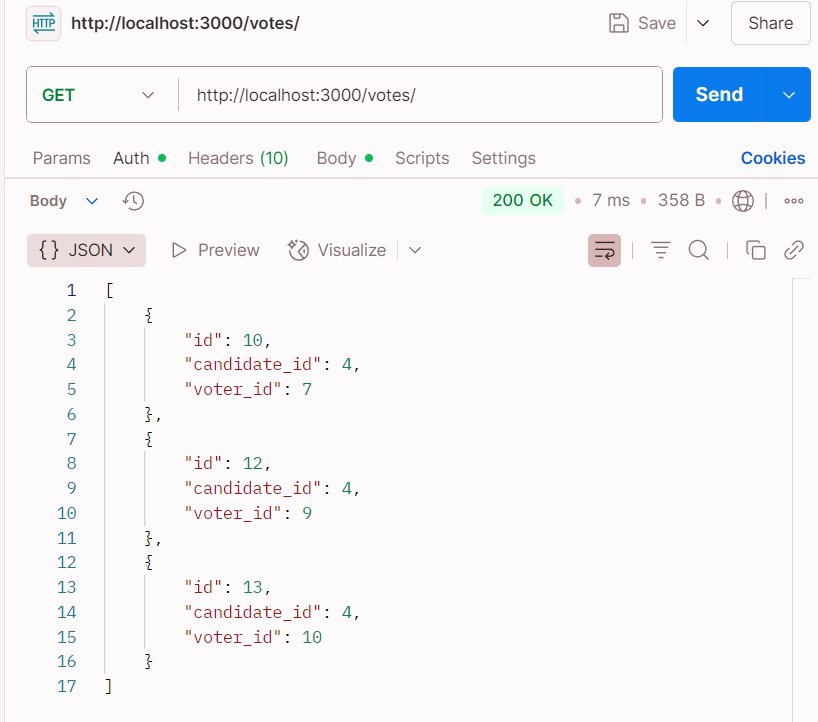 HTTP http://localhost:3000/votes/ Save Share
GET http://localhost:3000/votes/ Send
Params Auth Headers (10) Body Scripts Settings Cookies
Body 200 OK • 7 ms • 358 B •
{} JSON Preview Visualize
1 [
2 {
3 "id": 10,
4 "candidate_id": 4,
5 "voter_id": 7
6 },
7 {
8 "id": 12,
9 "candidate_id": 4,
10 "voter_id": 9
11 },
12 {
13 "id": 13,
14 "candidate_id": 4,
15 "voter_id": 10
16 }
17 ]